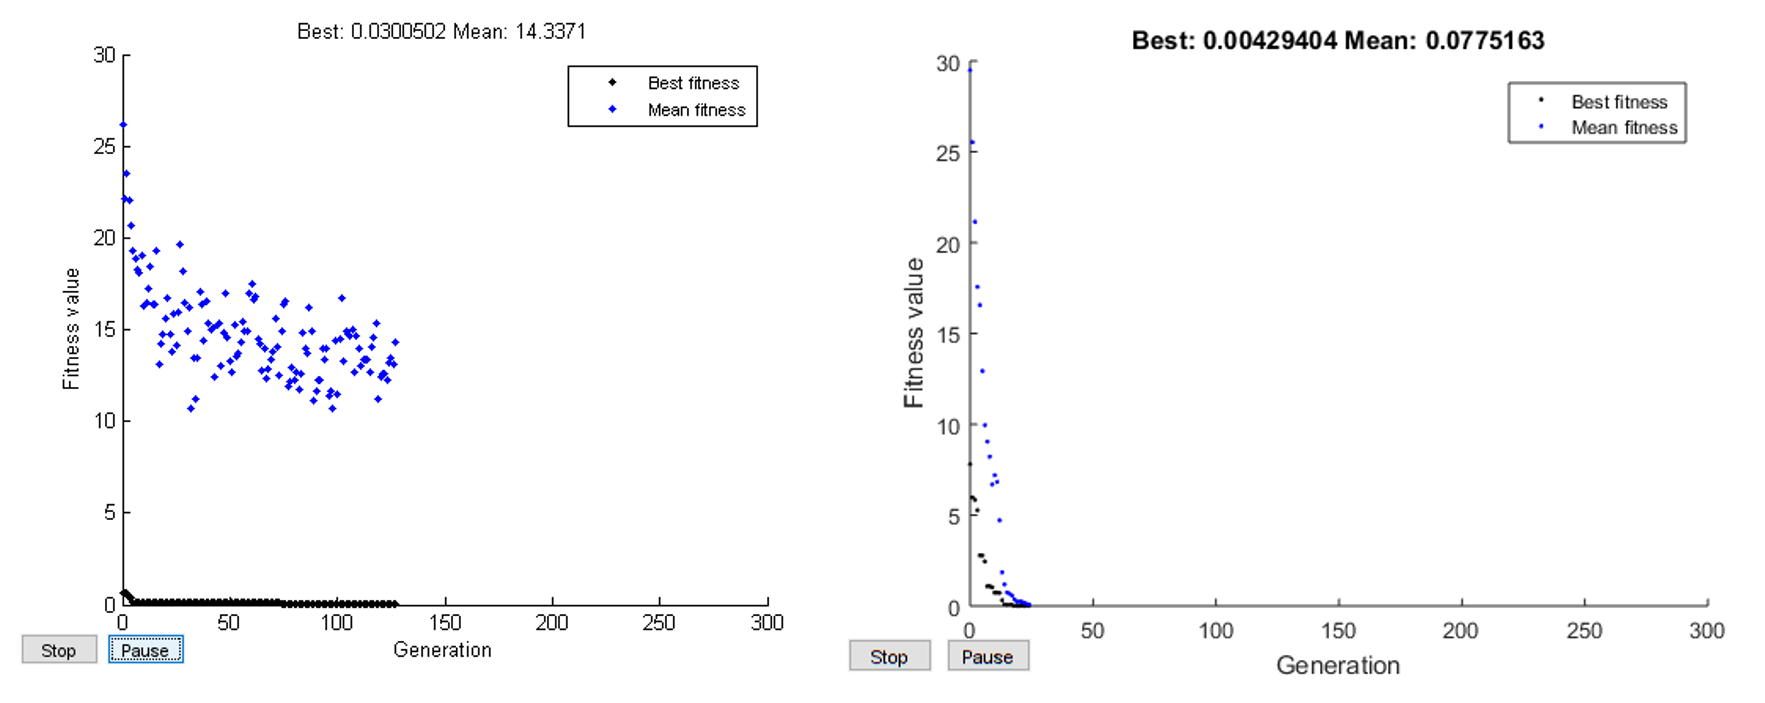 Best: 0.0300502 Mean: 14.3371
30
25
20
15
10
5
0
Fitness value
Best fitness
Mean fitness
0 50 100 150 200 250 300
Generation
Stop Pause
Best: 0.00429404 Mean: 0.0775163
30
25
20
15
10
5
0
Fitness value
Best fitness
Mean fitness
0 50 100 150 200 250 300
Generation
Stop Pause